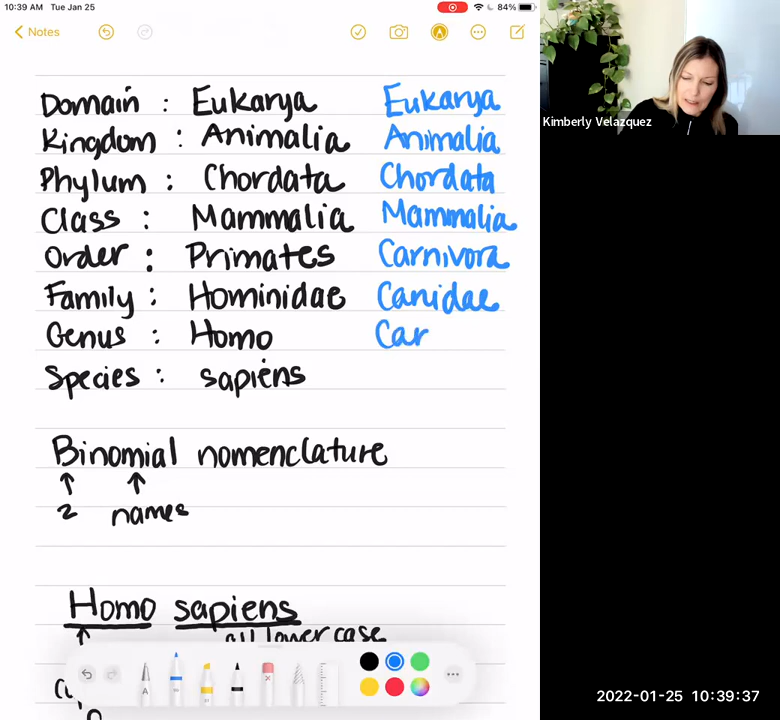 10:39 AM Tue Jan 25 84%
Notes
Kimberly Velazquez
Domain : Eukarya Eukarya
Kingdom : Animalia Animalia
Phylum : Chordata Chordata
Class : Mammalia Mammalia
Order : Primates Carnivora
Family : Hominidae Canidae
Genus : Homo Car
Species : sapiens
Binomial nomenclature
2 names
Homo sapiens
all lowercase
A
2022-01-25 10:39:37